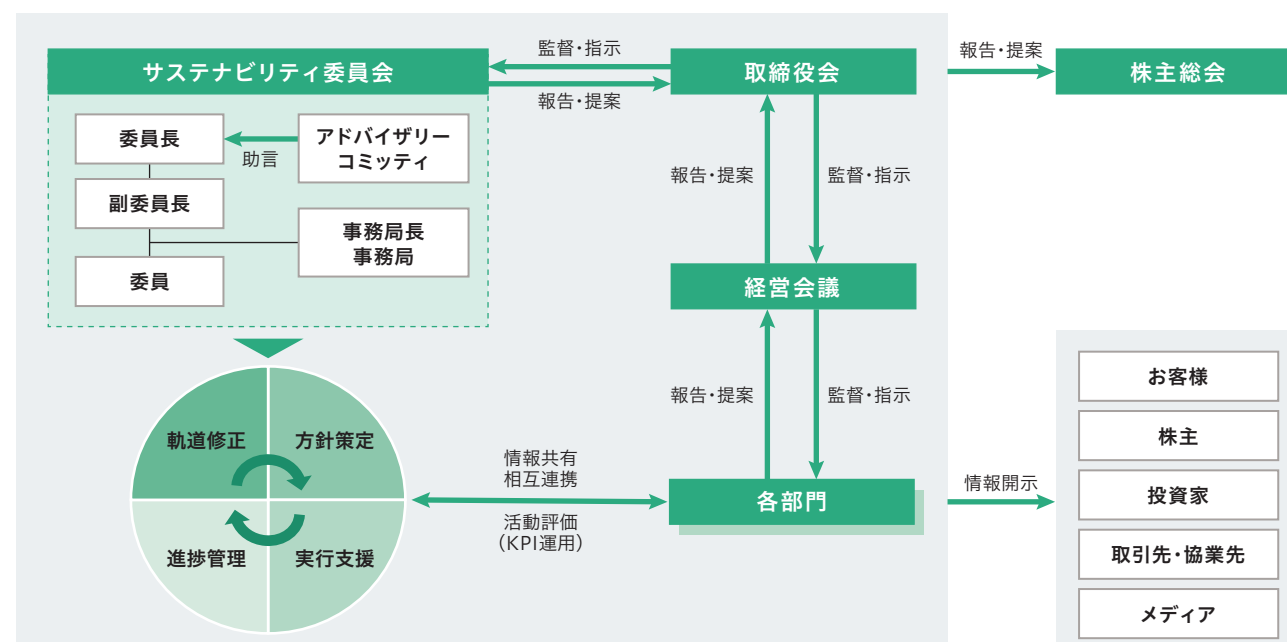 サステナビリティ委員会
監督・指示
報告・提案
取締役会
報告・提案
株主総会
委員長
助言
アドバイザリー
コミッティ
副委員長
事務局長
事務局
委員
報告・提案
監督・指示
経営会議
報告・提案
監督・指示
軌道修正
方針策定
進捗管理
実行支援
情報共有
相互連携
活動評価
(KPI運用)
各部門
情報開示
お客様
株主
投資家
取引先・協業先
メディア